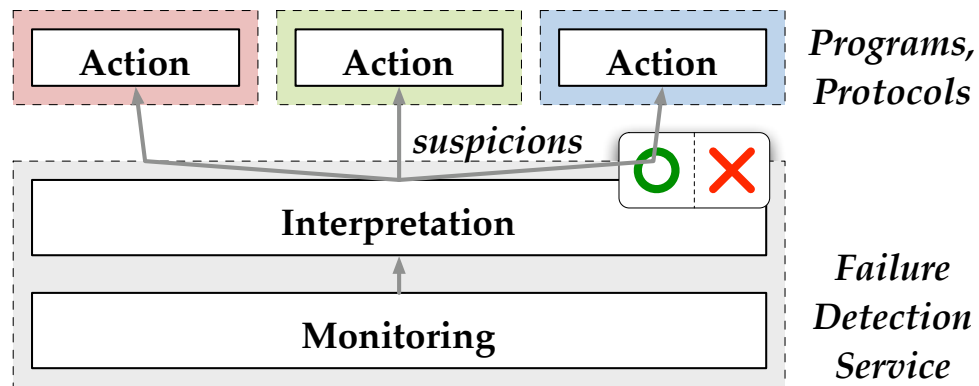 Action
Action
Action
Programs,
Protocols
suspicions
Interpretation
Monitoring
Failure
Detection
Service